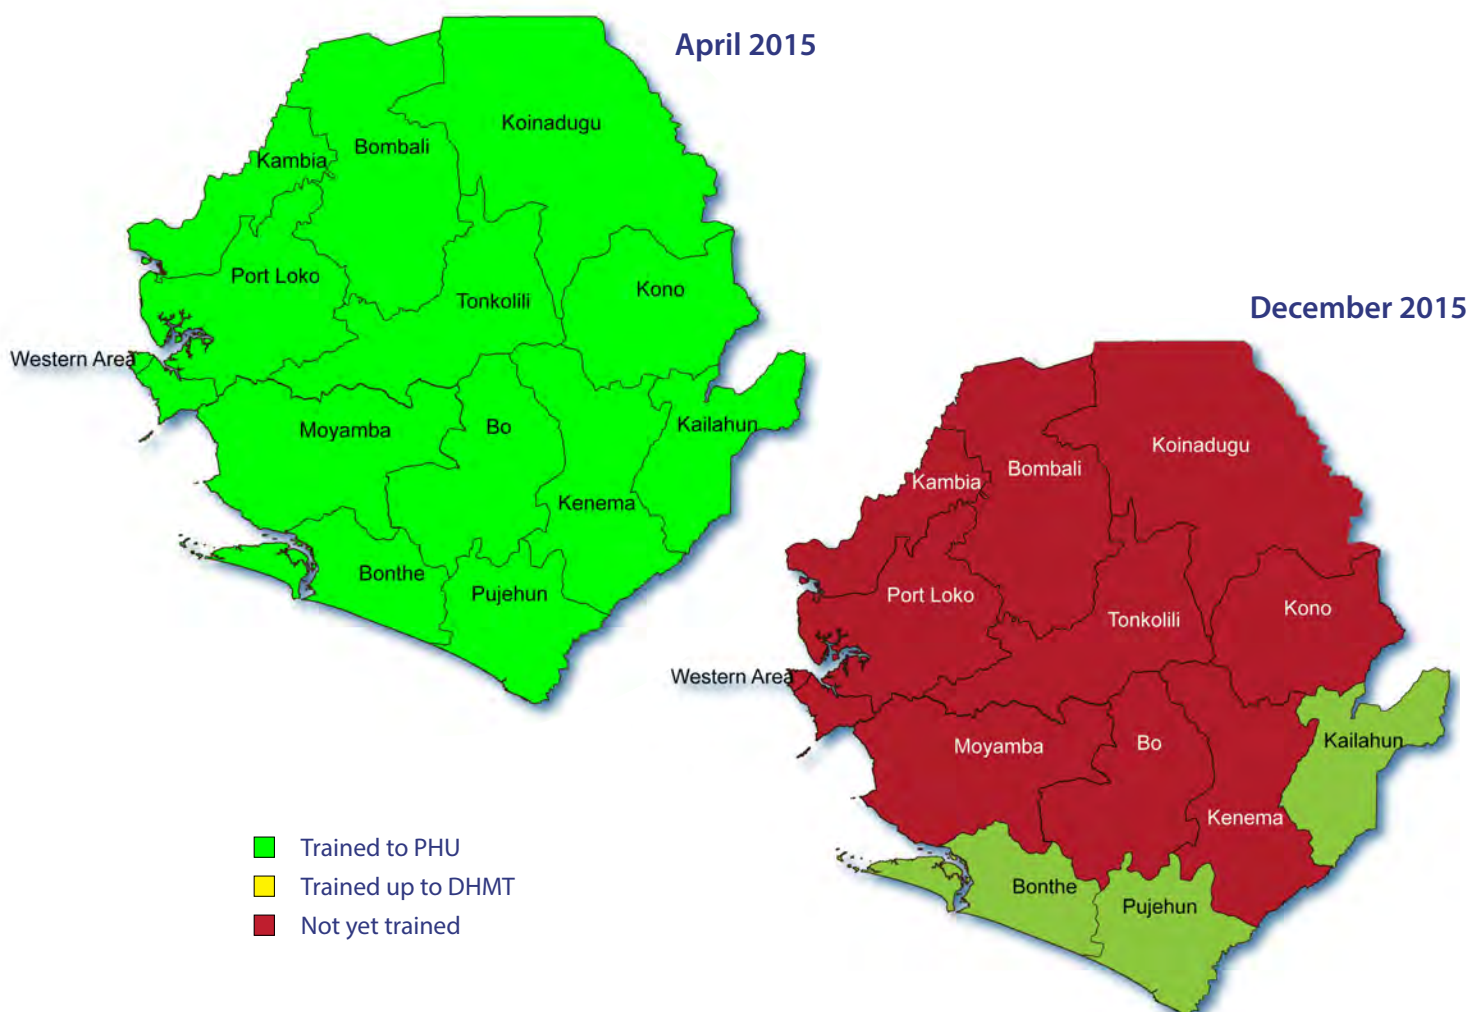 April 2015
Koinadugu
Bombali
Kambia
Port Loko
Tonkolili
Kono
Western Area
Moyamba
Bo
Kailahun
Kenema
Bonthe
Pujehun
December 2015
Koinadugu
Bombali
Kambia
Port Loko
Tonkolili
Kono
Western Area
Moyamba
Bo
Kailahun
Kenema
Bonthe
Pujehun
Trained to PHU
Trained up to DHMT
Not yet trained